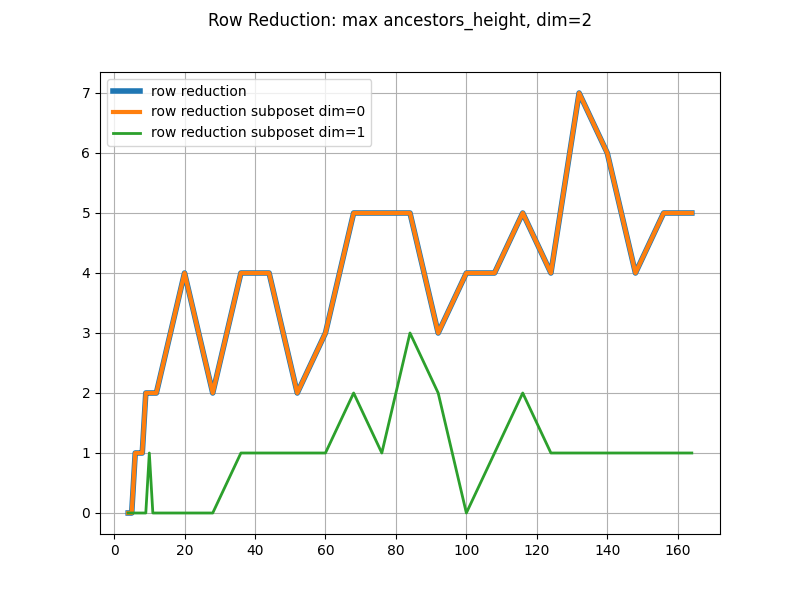 Row Reduction: max ancestors_height, dim=2
row reduction
row reduction subposet dim=0
row reduction subposet dim=1
7
6
5
4
3
2
1
0
0 20 40 60 80 100 120 140 160